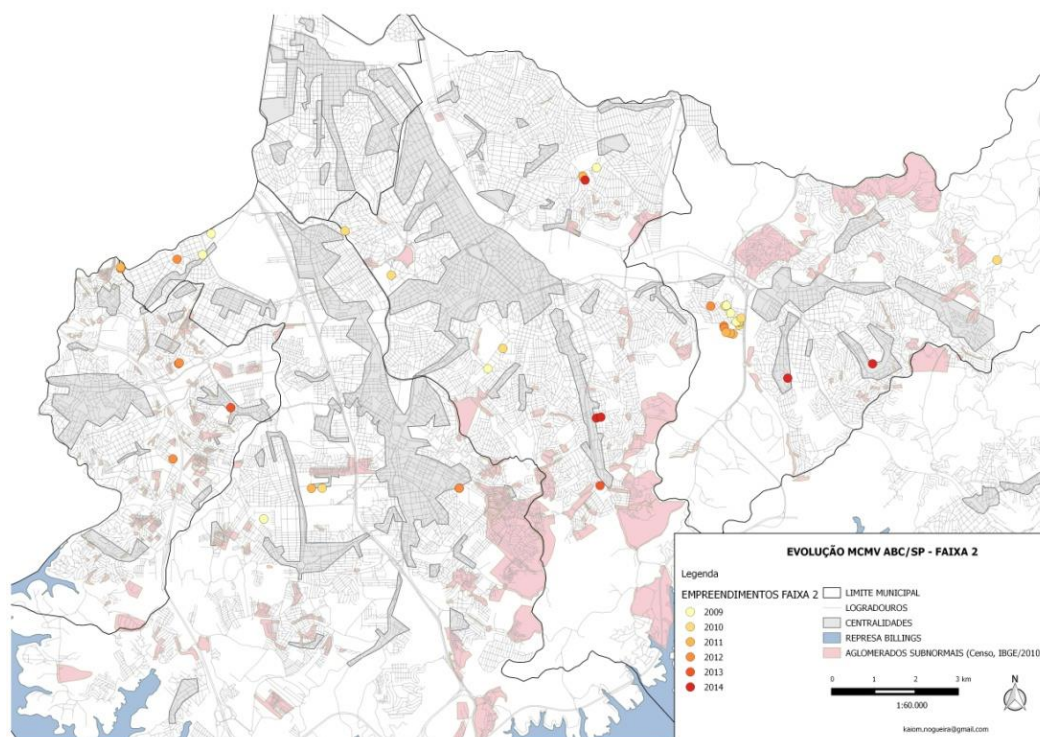 EVOLUÇÃO MCMV ABC/SP - FAIXA 2
Legenda
EMPREENDIMENTOS FAIXA 2
2009
2010
2011
2012
2013
2014
LIMITE MUNICIPAL
LOGRADOUROS
CENTRALIDADES
REPRESA BILLINGS
AGLOMERADOS SUBNORMAIS (Censo, IBGE/2010
0 1 2 3 km
1:60.000
N
kaiom.nogueira@gmail.com